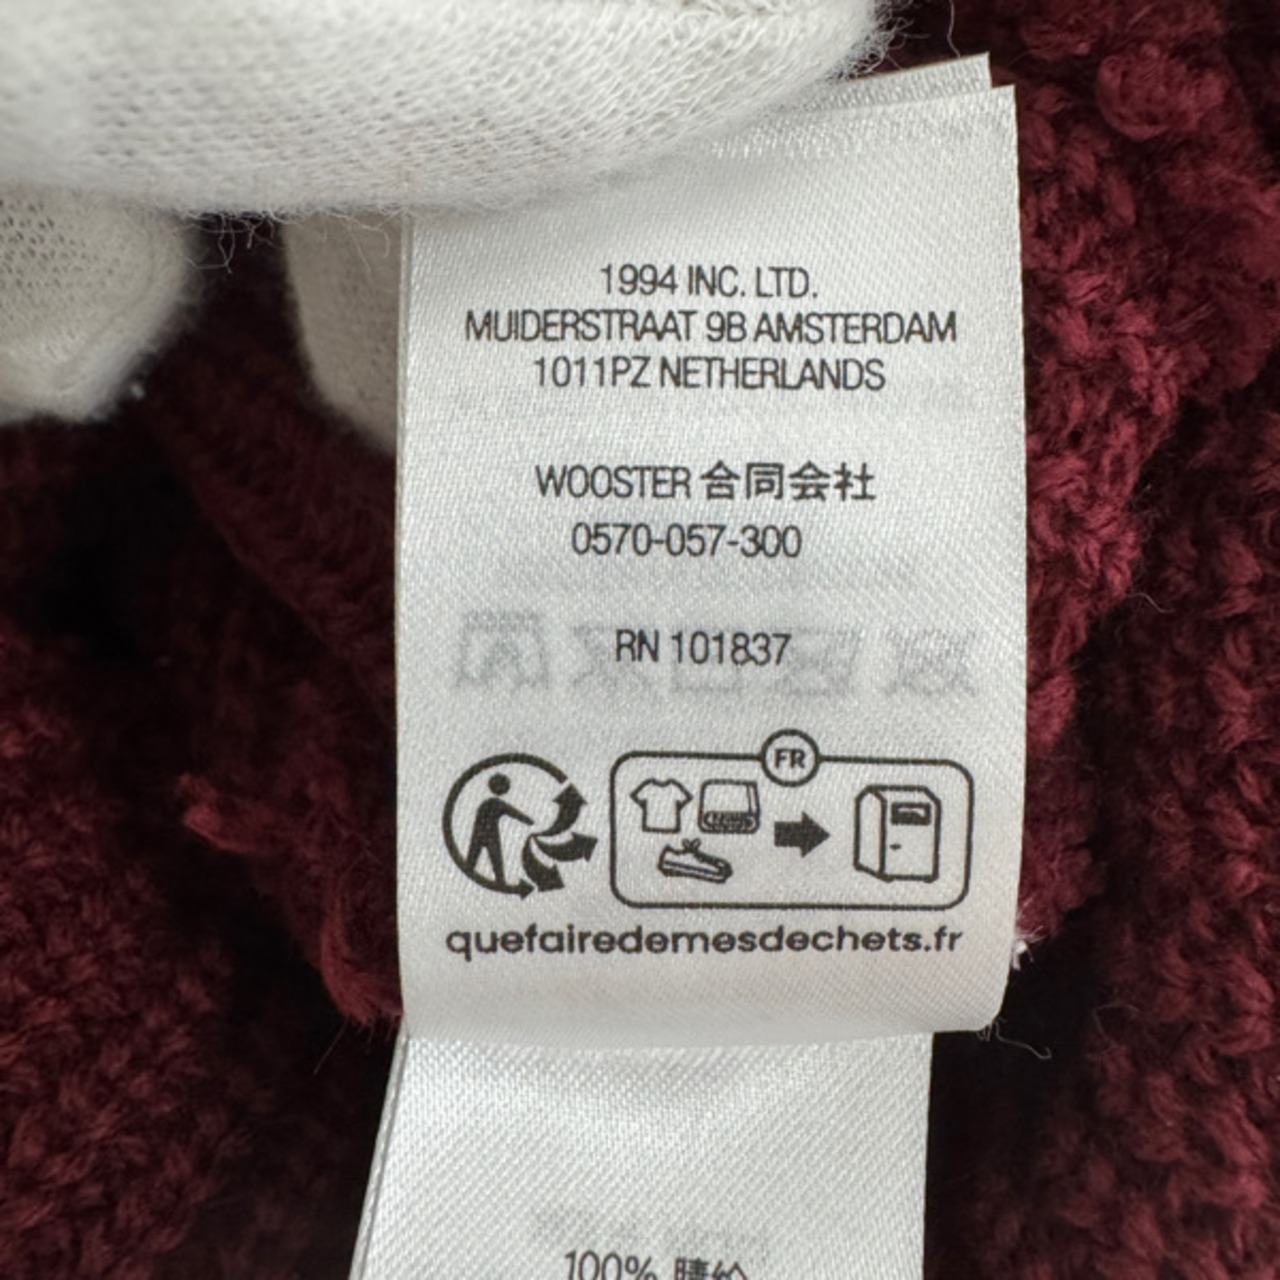 1994 INC. LTD.
MUIDERSTRAAT 9B AMSTERDAM
1011PZ NETHERLANDS
WOOSTER 合同会社
0570-057-300
RN 101837
FR
quefairedemesdechets.fr
100%